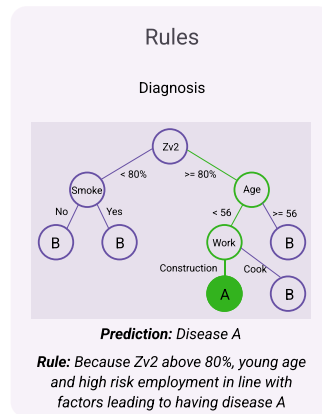 Rules
Diagnosis
Zv2
< 80%
>= 80%
Smoke
Age
No
Yes
< 56
>= 56
B
B
Work
B
Construction
Cook
A
B
Prediction: Disease A
Rule: Because Zv2 above 80%, young age
and high risk employment in line with
factors leading to having disease A